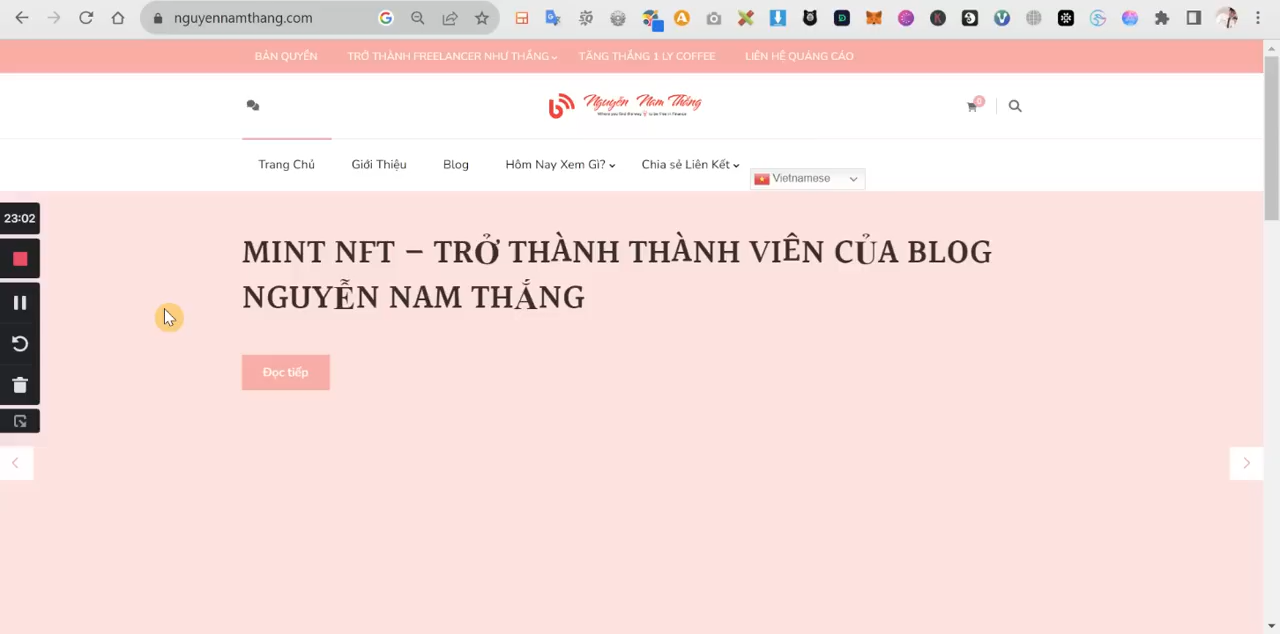 nguyennamthang.com
BẢN QUYỀN TRỞ THÀNH FREELANCER NHƯ THẮNG TẶNG THẮNG 1 LY COFFEE LIÊN HỆ QUẢNG CÁO
Nguyễn Nam Thắng
0
Trang Chủ Giới Thiệu Blog Hôm Nay Xem Gì? Chia sẻ Liên Kết
Vietnamese
23:02
MINT NFT – TRỞ THÀNH THÀNH VIÊN CỦA BLOG
NGUYỄN NAM THẮNG
Đọc tiếp